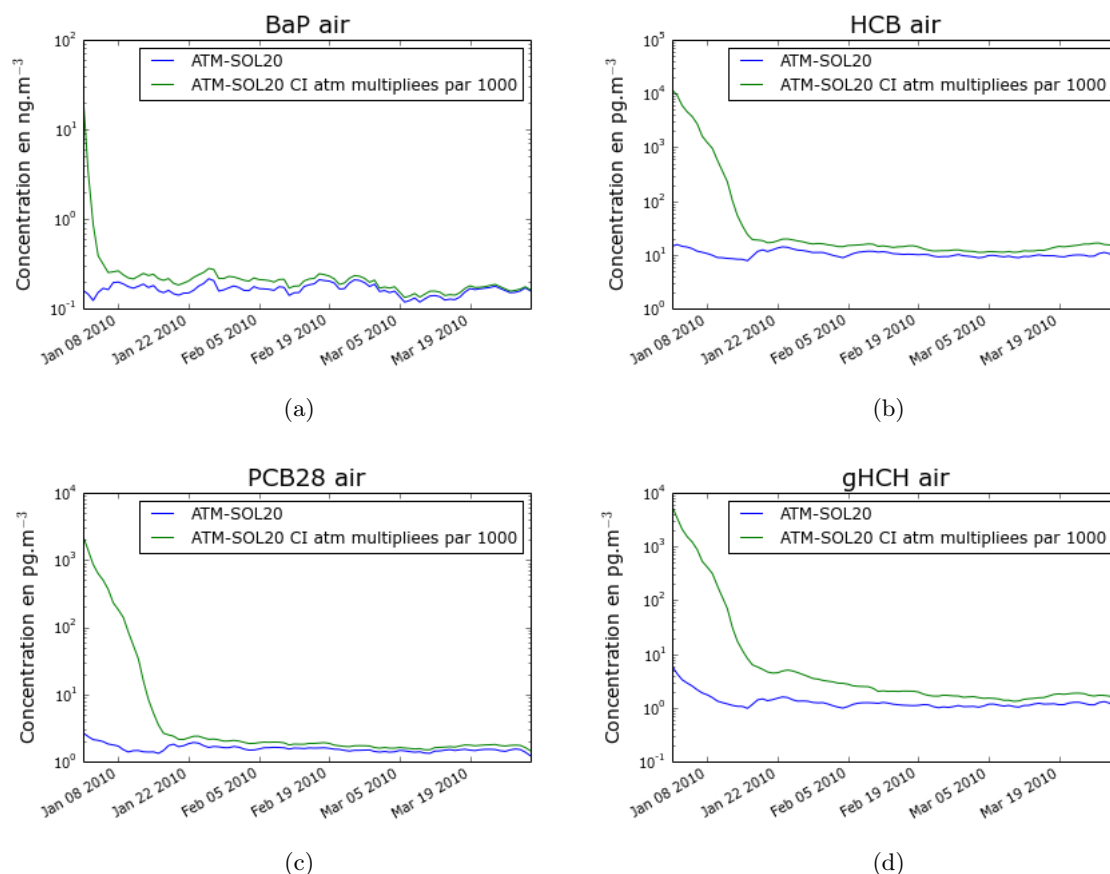 BaP air
Concentration en ng.m⁻³
10²
10¹
10⁰
10⁻¹
ATM-SOL20
ATM-SOL20 CI atm multipliees par 1000
Jan 08 2010
Jan 22 2010
Feb 05 2010
Feb 19 2010
Mar 05 2010
Mar 19 2010
(a)
HCB air
Concentration en pg.m⁻³
10⁵
10⁴
10³
10²
10¹
10⁰
ATM-SOL20
ATM-SOL20 CI atm multipliees par 1000
Jan 08 2010
Jan 22 2010
Feb 05 2010
Feb 19 2010
Mar 05 2010
Mar 19 2010
(b)
PCB28 air
Concentration en pg.m⁻³
10⁴
10³
10²
10¹
10⁰
ATM-SOL20
ATM-SOL20 CI atm multipliees par 1000
Jan 08 2010
Jan 22 2010
Feb 05 2010
Feb 19 2010
Mar 05 2010
Mar 19 2010
(c)
gHCH air
Concentration en pg.m⁻³
10⁴
10³
10²
10¹
10⁰
10⁻¹
ATM-SOL20
ATM-SOL20 CI atm multipliees par 1000
Jan 08 2010
Jan 22 2010
Feb 05 2010
Feb 19 2010
Mar 05 2010
Mar 19 2010
(d)